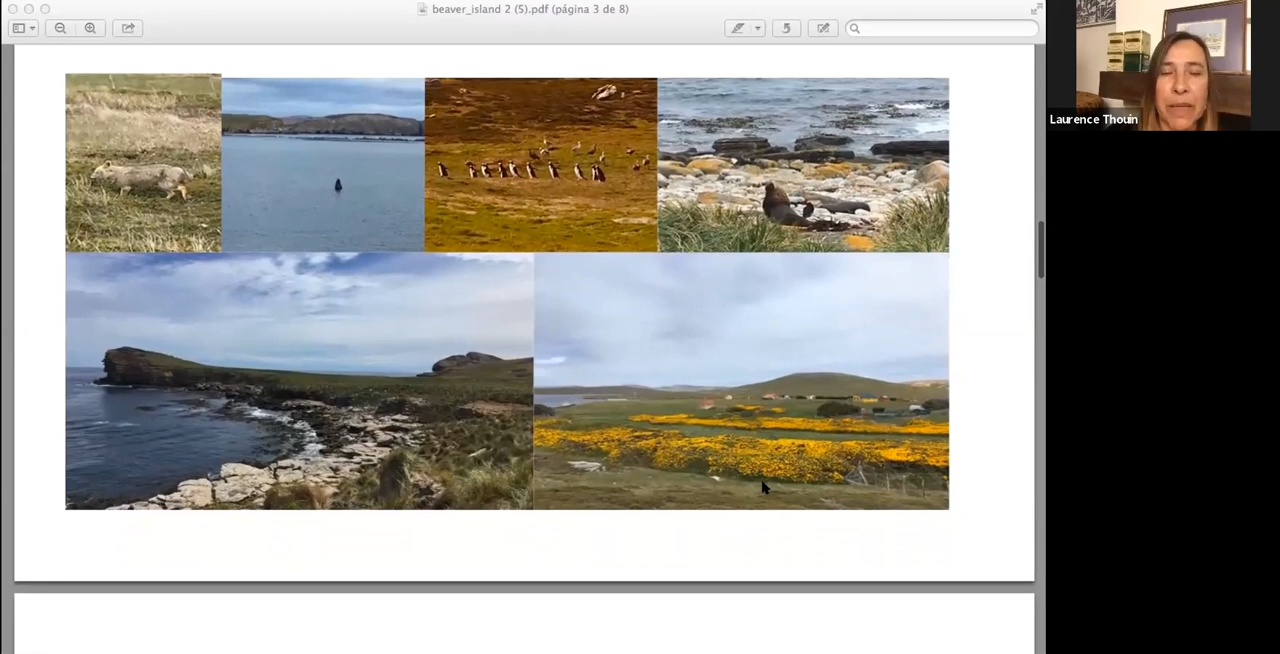 beaver_island 2 (5).pdf (página 3 de 8)
Laurence Thouin